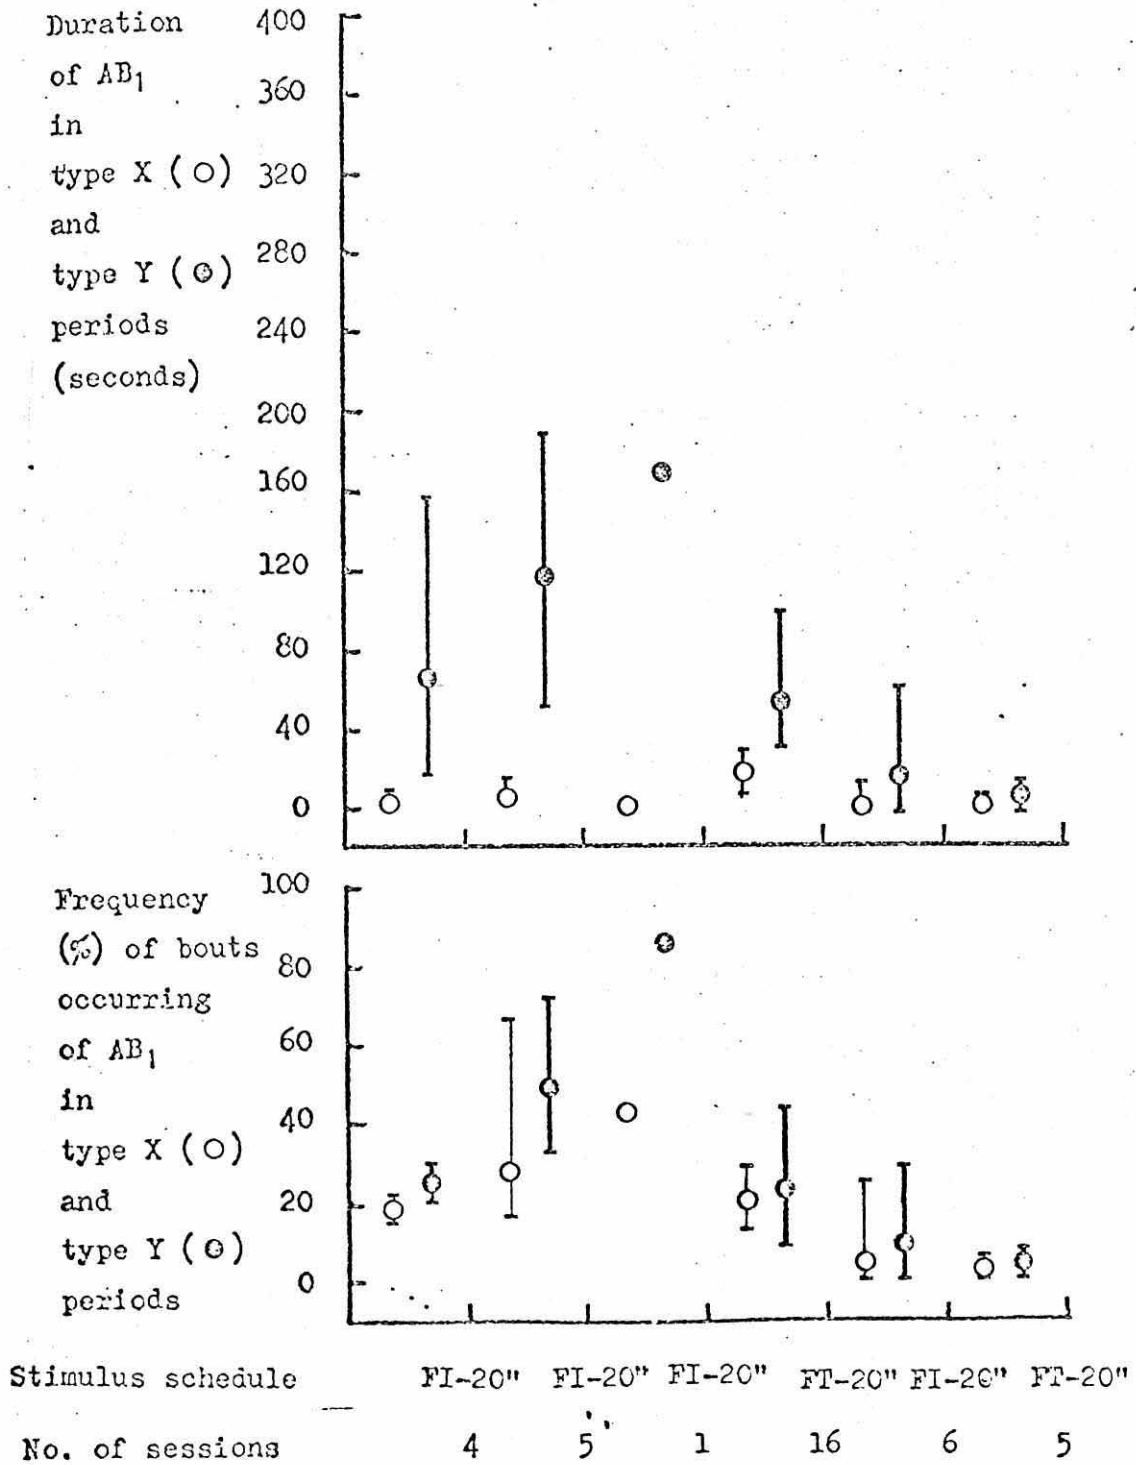 Duration
of AB₁
in
type X (○)
and
type Y (●)
periods
(seconds)
400
360
320
280
240
200
160
120
80
40
0
Frequency
(%) of bouts
occurring
of AB₁
in
type X (○)
and
type Y (●)
periods
100
80
60
40
20
0
Stimulus schedule FI-20" FI-20" FI-20" FT-20" FI-20" FT-20"
No. of sessions 4 5 1 16 6 5